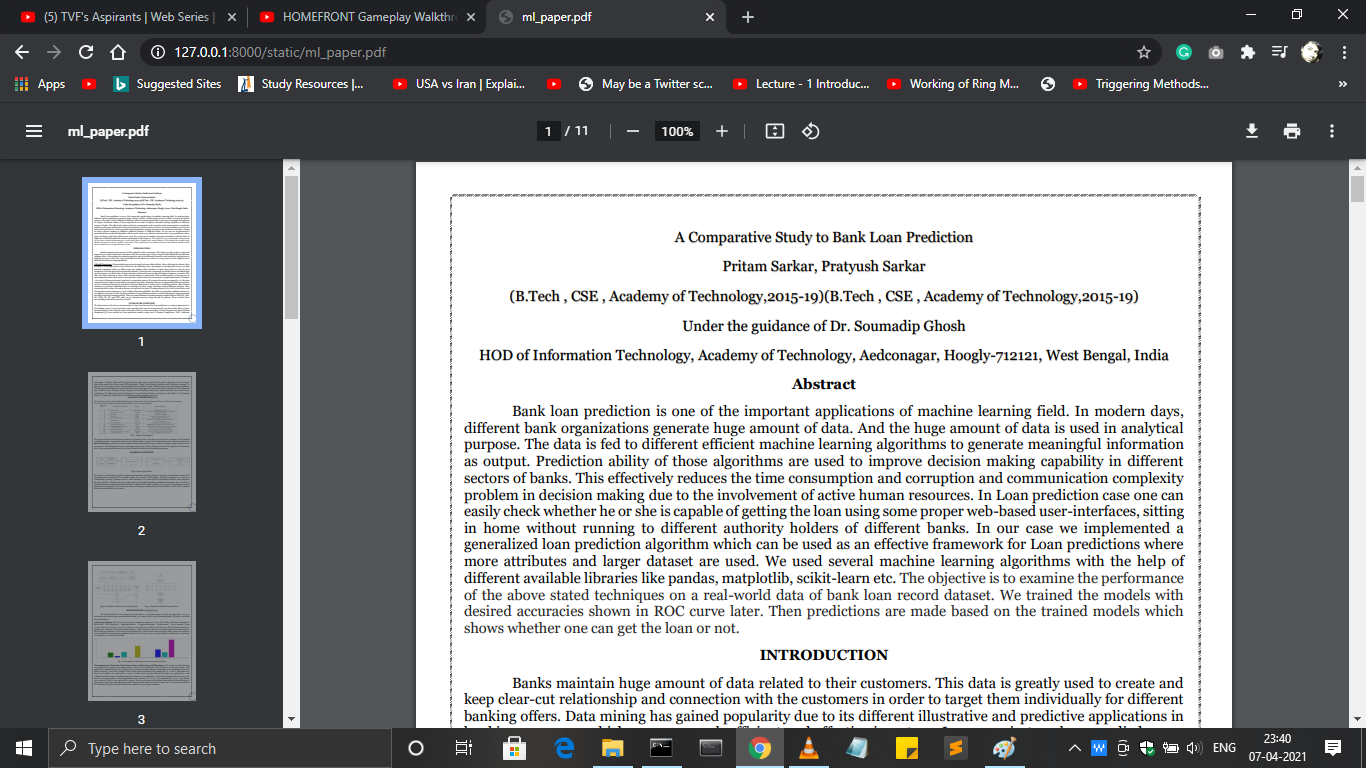 (5) TVF's Aspirants | Web Series |
HOMEFRONT Gameplay Walkthr
ml_paper.pdf
127.0.0.1:8000/static/ml_paper.pdf
Apps
Suggested Sites
Study Resources |...
USA vs Iran | Explai...
May be a Twitter sc...
Lecture - 1 Introduc...
Working of Ring M...
Triggering Methods...
»
ml_paper.pdf
1 / 11
100%
1
2
3
A Comparative Study to Bank Loan Prediction
Pritam Sarkar, Pratyush Sarkar
(B.Tech , CSE , Academy of Technology,2015-19)(B.Tech , CSE , Academy of Technology,2015-19)
Under the guidance of Dr. Soumadip Ghosh
HOD of Information Technology, Academy of Technology, Aedconagar, Hoogly-712121, West Bengal, India
Abstract
Bank loan prediction is one of the important applications of machine learning field. In modern days,
different bank organizations generate huge amount of data. And the huge amount of data is used in analytical
purpose. The data is fed to different efficient machine learning algorithms to generate meaningful information
as output. Prediction ability of those algorithms are used to improve decision making capability in different
sectors of banks. This effectively reduces the time consumption and corruption and communication complexity
problem in decision making due to the involvement of active human resources. In Loan prediction case one can
easily check whether he or she is capable of getting the loan using some proper web-based user-interfaces, sitting
in home without running to different authority holders of different banks. In our case we implemented a
generalized loan prediction algorithm which can be used as an effective framework for Loan predictions where
more attributes and larger dataset are used. We used several machine learning algorithms with the help of
different available libraries like pandas, matplotlib, scikit-learn etc. The objective is to examine the performance
of the above stated techniques on a real-world data of bank loan record dataset. We trained the models with
desired accuracies shown in ROC curve later. Then predictions are made based on the trained models which
shows whether one can get the loan or not.
INTRODUCTION
Banks maintain huge amount of data related to their customers. This data is greatly used to create and
keep clear-cut relationship and connection with the customers in order to target them individually for different
banking offers. Data mining has gained popularity due to its different illustrative and predictive applications in
Type here to search
ENG
23:40
07-04-2021